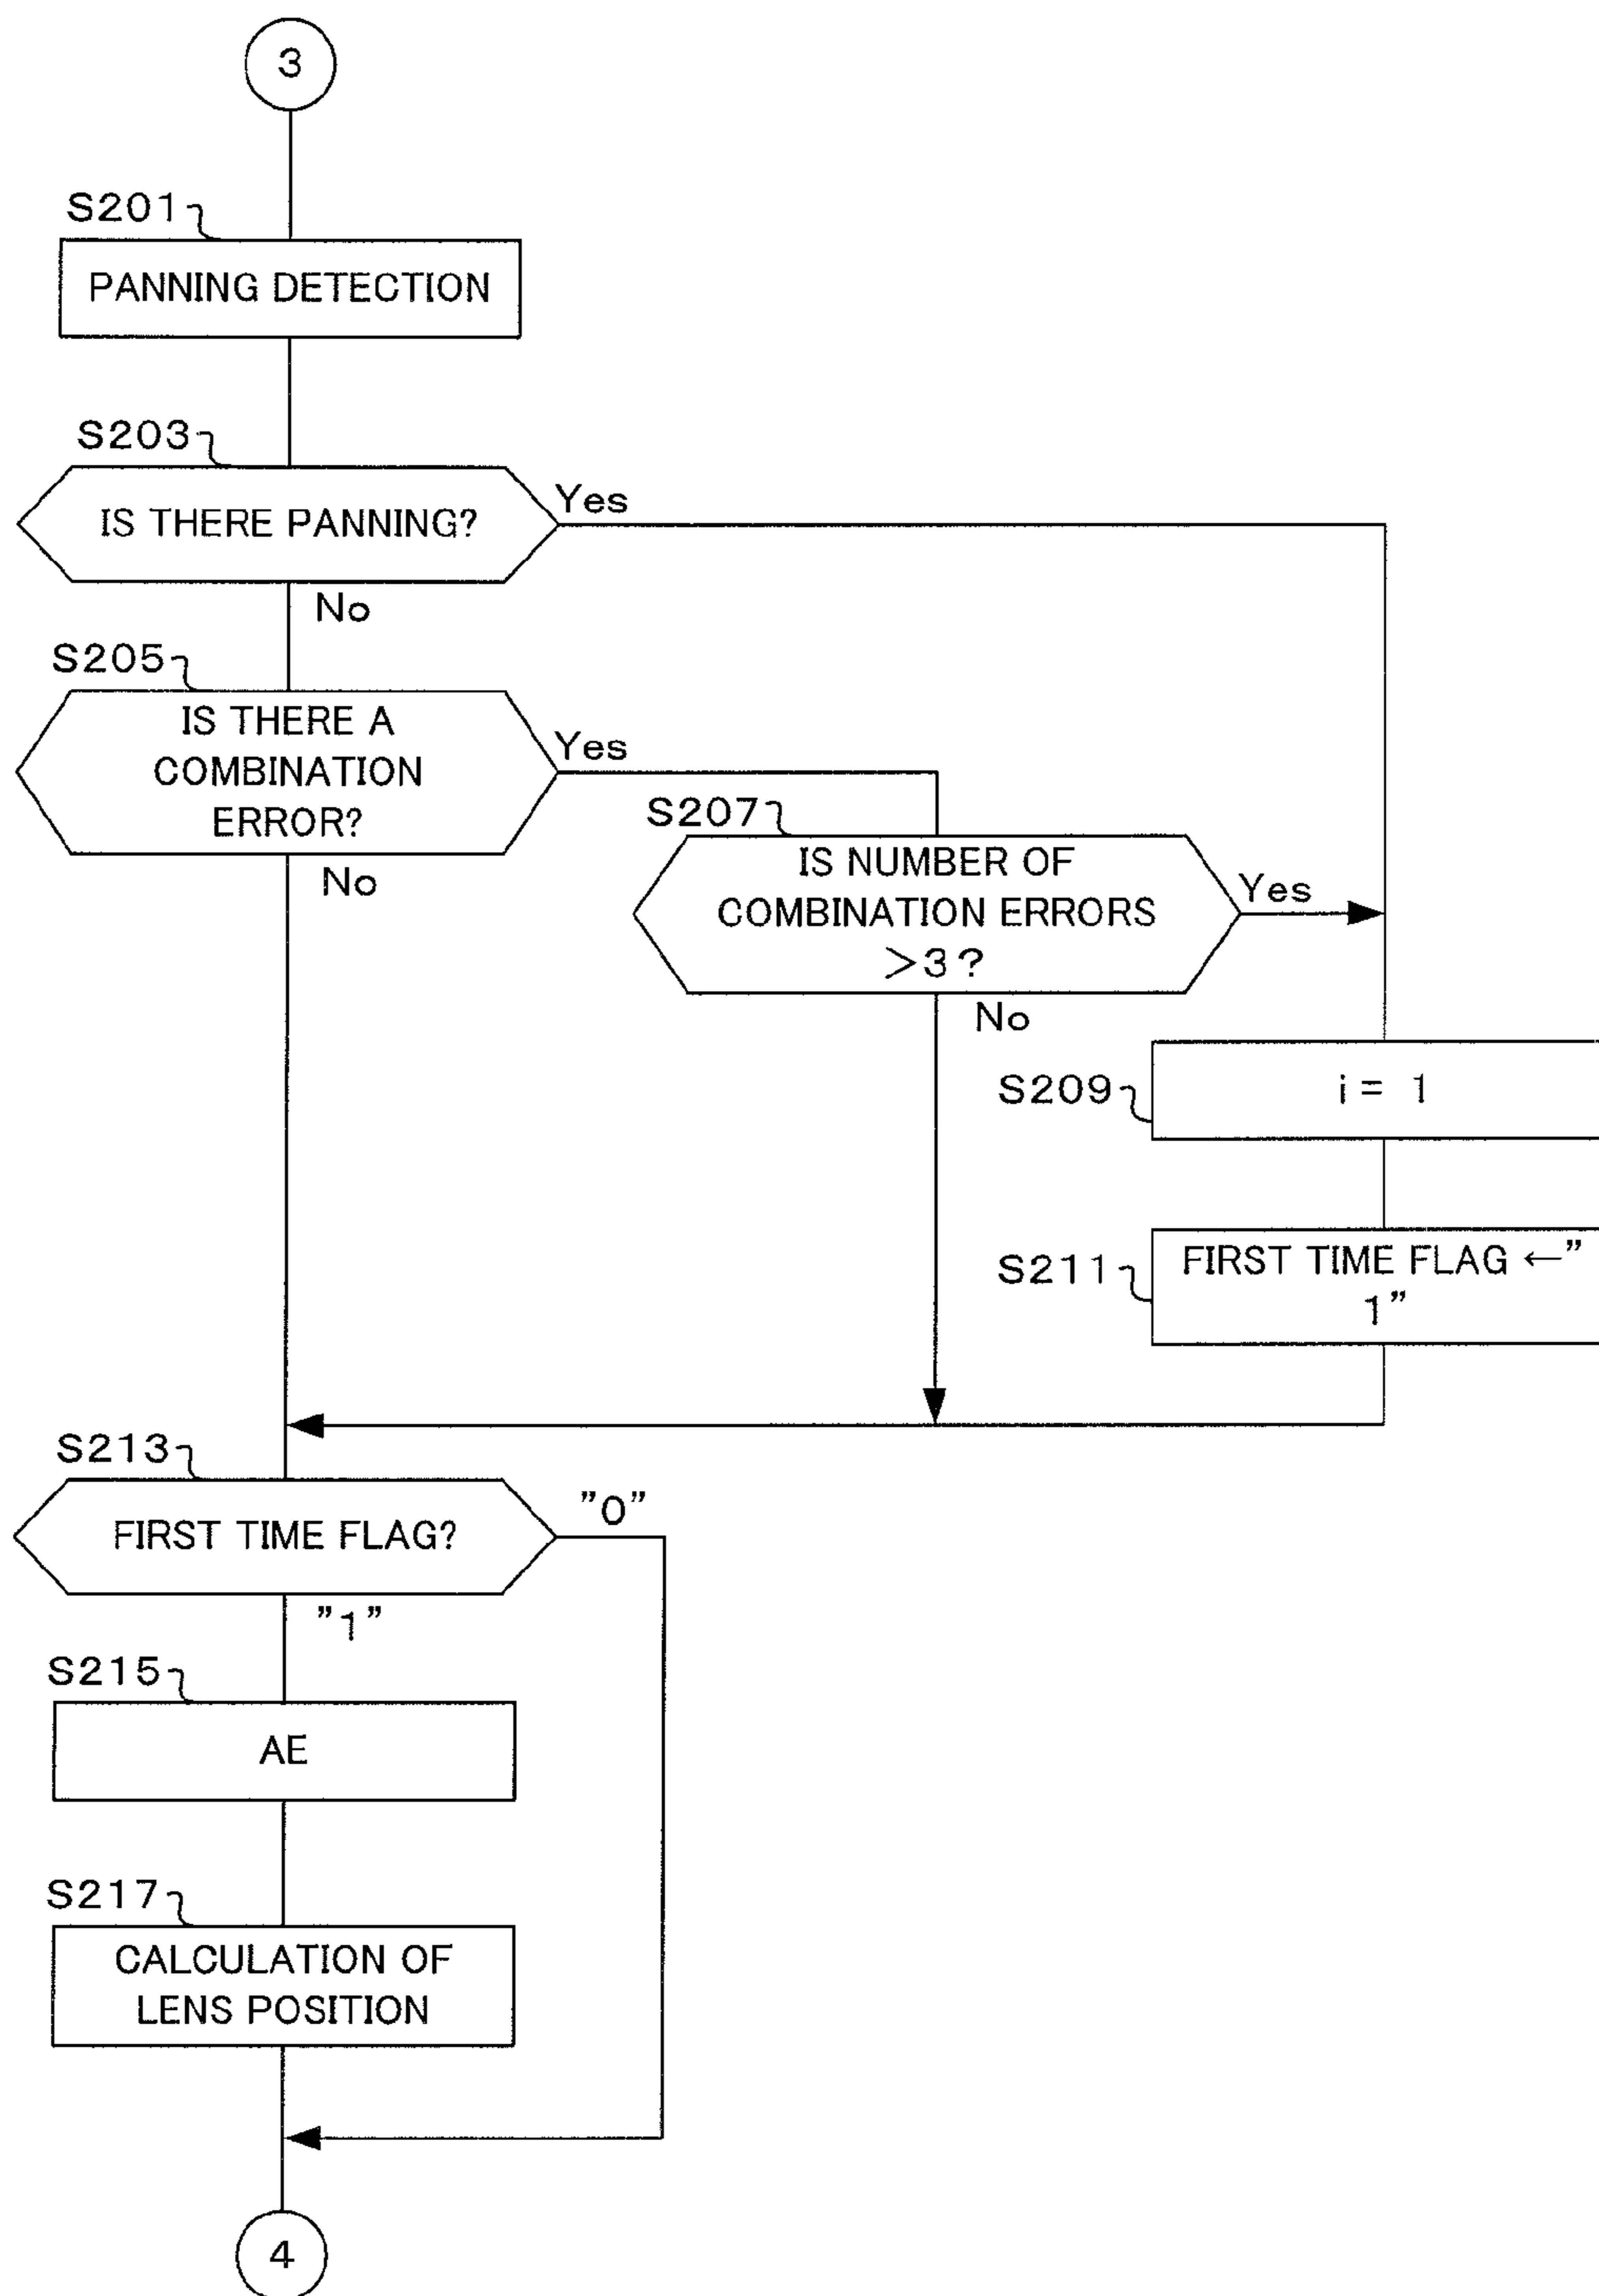 3
S201
PANNING DETECTION
S203
IS THERE PANNING?
Yes
No
S205
IS THERE A
COMBINATION
ERROR?
Yes
No
S207
IS NUMBER OF
COMBINATION ERRORS
>3?
Yes
No
S209
i = 1
S211
FIRST TIME FLAG ←”
1”
S213
FIRST TIME FLAG?
”0”
”1”
S215
AE
S217
CALCULATION OF
LENS POSITION
4